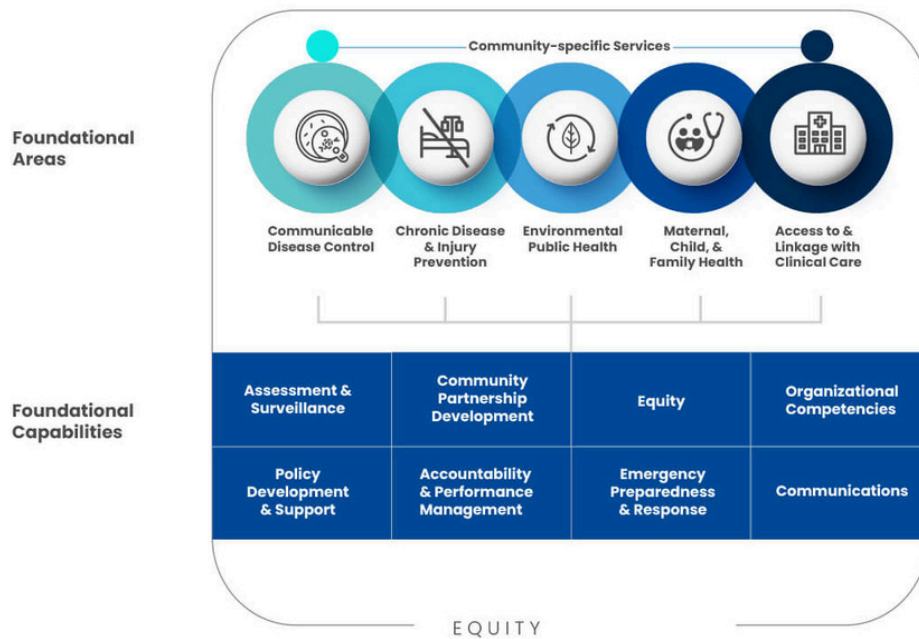 Community-specific Services
Foundational
Areas
Communicable
Disease Control
Chronic Disease
& Injury
Prevention
Environmental
Public Health
Maternal,
Child, &
Family Health
Access to &
Linkage with
Clinical Care
Foundational
Capabilities
Assessment &
Surveillance
Community
Partnership
Development
Equity
Organizational
Competencies
Policy
Development
& Support
Accountability
& Performance
Management
Emergency
Preparedness
& Response
Communications
EQUITY